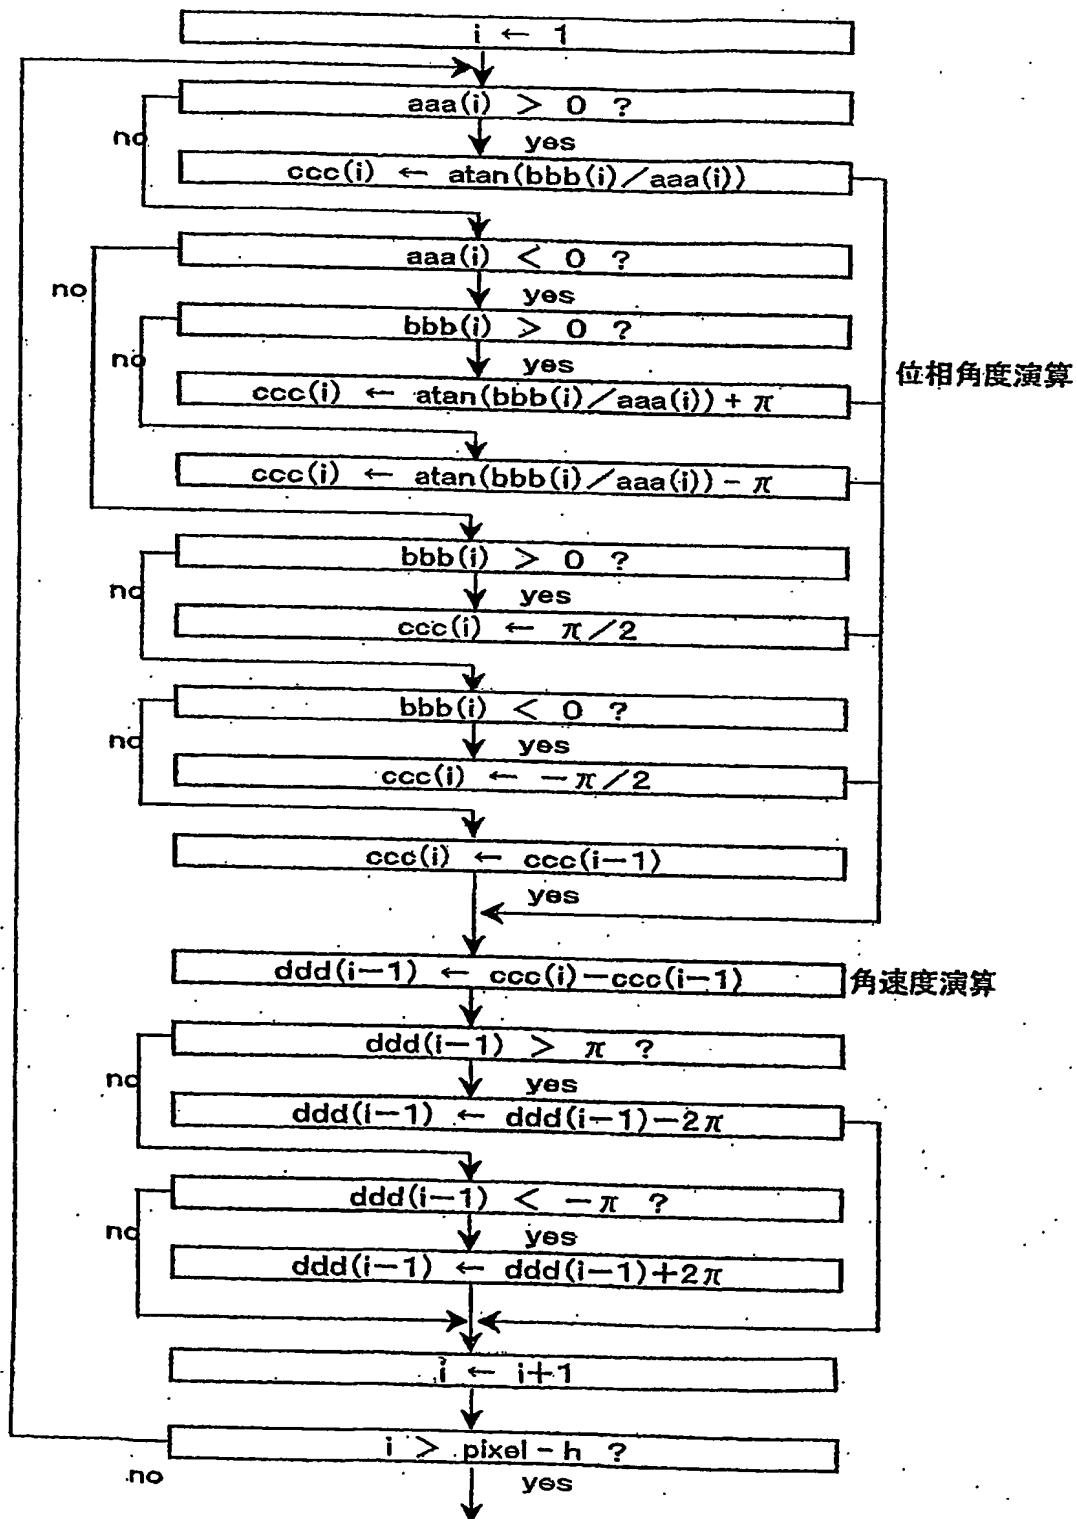 i ← 1
aaa(i) > 0 ?
no
yes
ccc(i) ← atan(bbb(i)/aaa(i))
aaa(i) < 0 ?
no
yes
bbb(i) > 0 ?
no
yes
位相角度演算
ccc(i) ← atan(bbb(i)/aaa(i))+π
ccc(i) ← atan(bbb(i)/aaa(i))-π
bbb(i) > 0 ?
no
yes
ccc(i) ← π/2
bbb(i) < 0 ?
no
yes
ccc(i) ← -π/2
ccc(i) ← ccc(i-1)
yes
ddd(i-1) ← ccc(i)-ccc(i-1)
角速度演算
ddd(i-1) > π ?
no
yes
ddd(i-1) ← ddd(i-1)-2π
ddd(i-1) < -π ?
no
yes
ddd(i-1) ← ddd(i-1)+2π
i ← i+1
i > pixel-h ?
no
yes